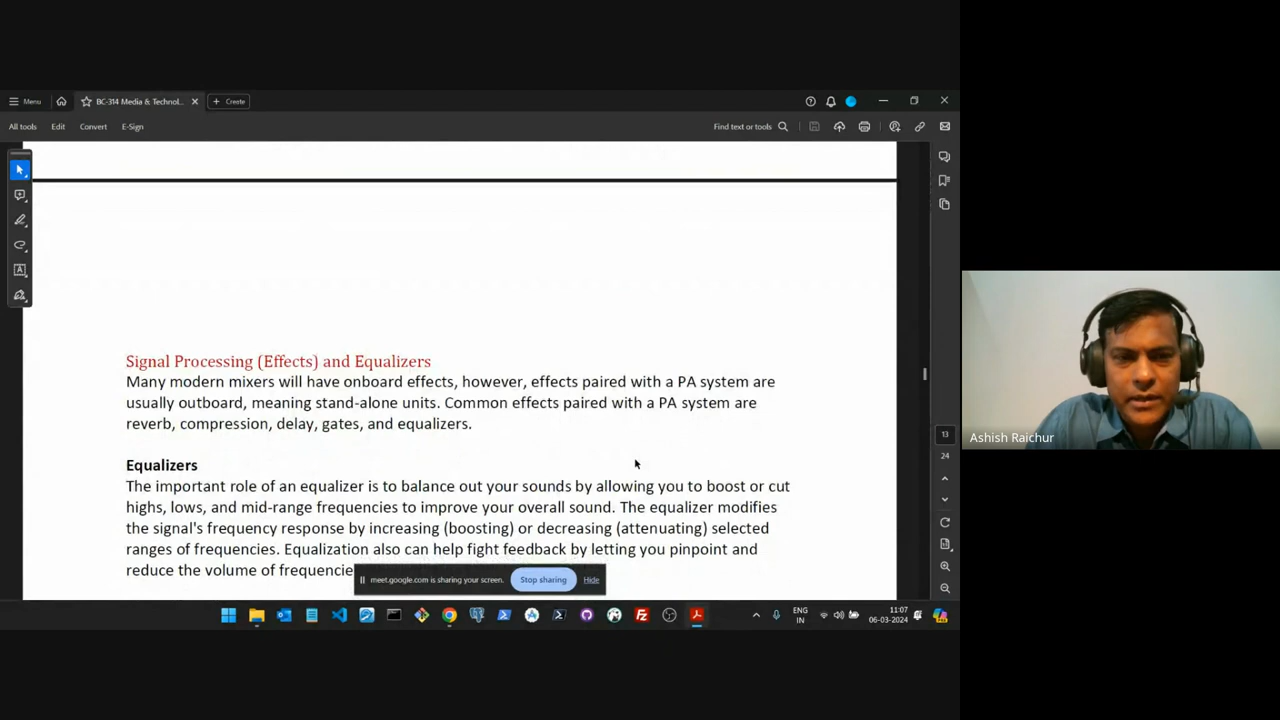 Menu
BC-314 Media & Technol...
Create
All tools
Edit
Convert
E-Sign
Find text or tools
Signal Processing (Effects) and Equalizers
Many modern mixers will have onboard effects, however, effects paired with a PA system are
usually outboard, meaning stand-alone units. Common effects paired with a PA system are
reverb, compression, delay, gates, and equalizers.
Equalizers
The important role of an equalizer is to balance out your sounds by allowing you to boost or cut
highs, lows, and mid-range frequencies to improve your overall sound. The equalizer modifies
the signal's frequency response by increasing (boosting) or decreasing (attenuating) selected
ranges of frequencies. Equalization also can help fight feedback by letting you pinpoint and
reduce the volume of frequencie
meet.google.com is sharing your screen.
Stop sharing
Hide
13
24
Ashish Raichur
ENG
IN
11:07
06-03-2024